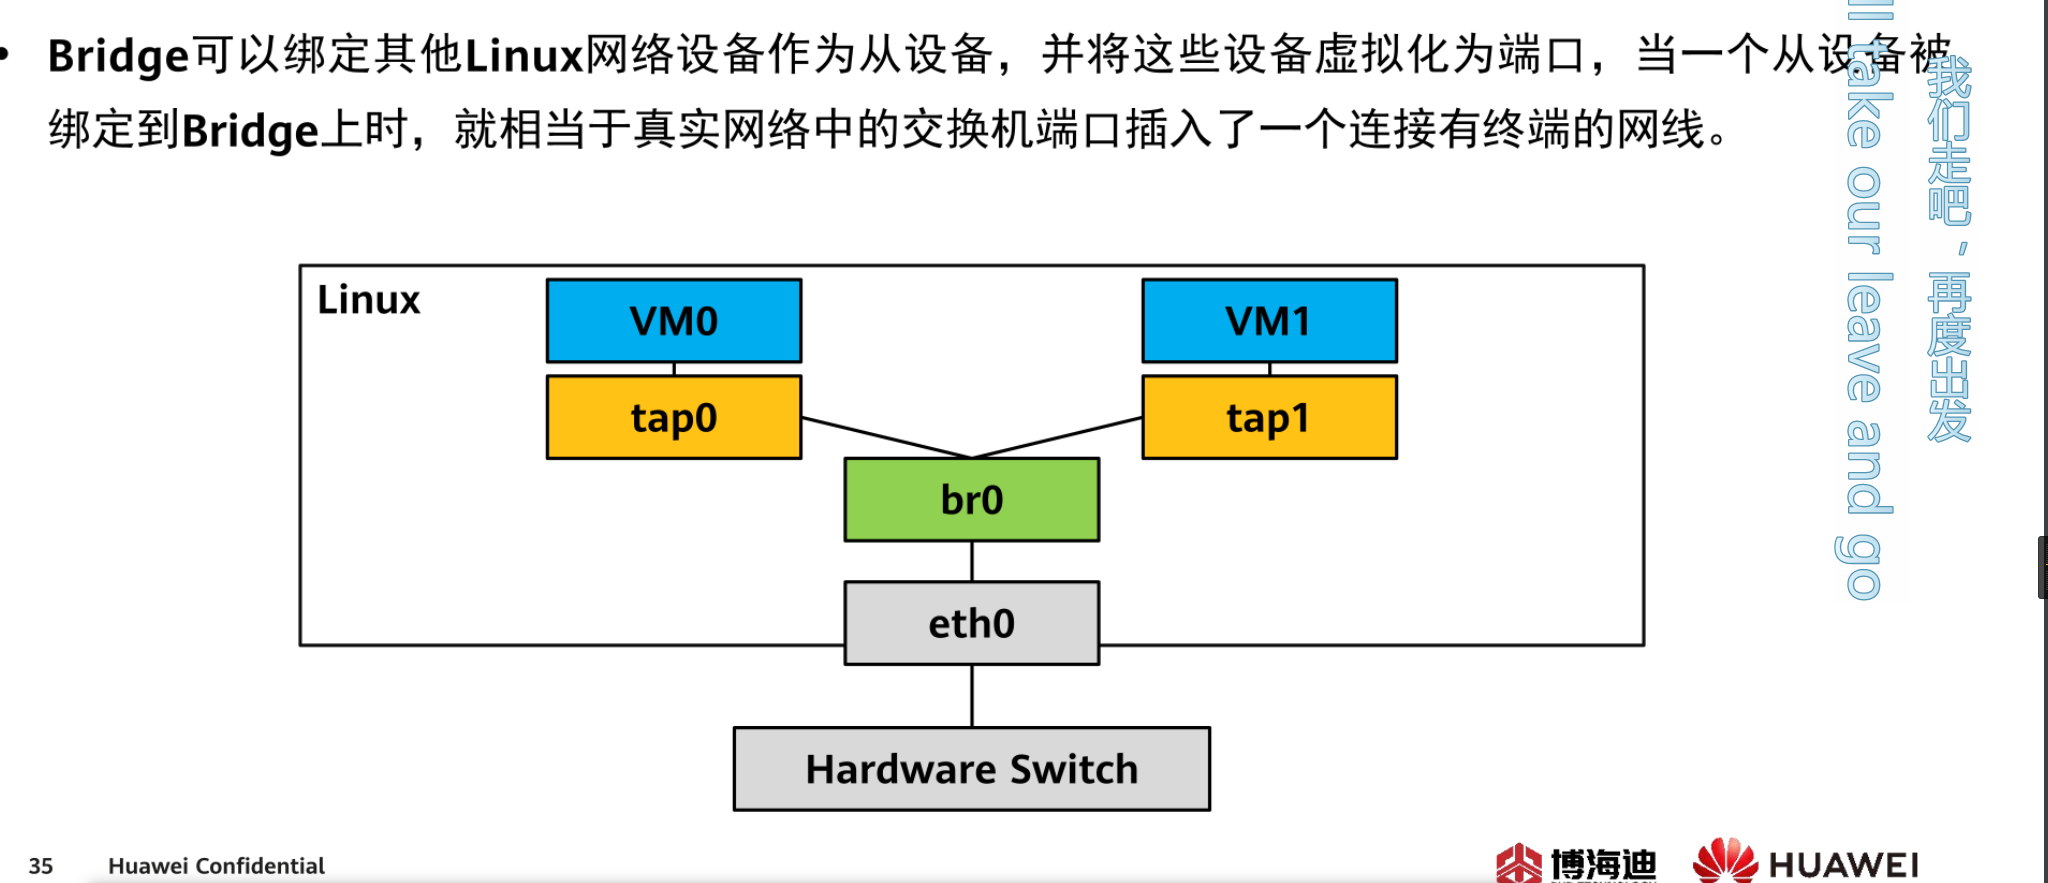 • Bridge可以绑定其他Linux网络设备作为从设备，并将这些设备虚拟化为端口，当一个从设备被
绑定到Bridge上时，就相当于真实网络中的交换机端口插入了一个连接有终端的网线。
Linux
VM0
VM1
tap0
tap1
br0
eth0
Hardware Switch
我们走吧，再度出发
take our leave and go
35
Huawei Confidential
博海迪
HUAWEI